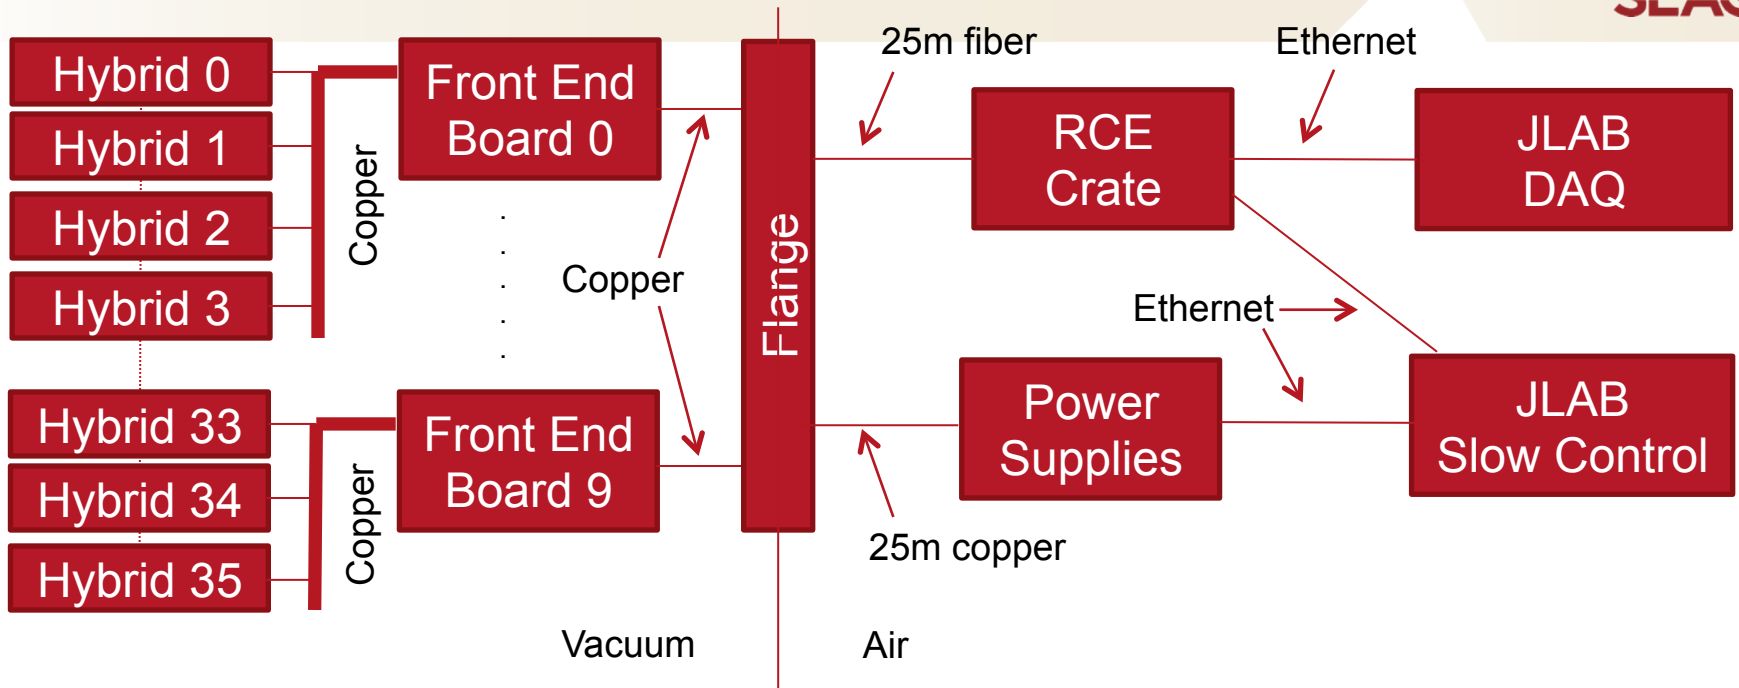 SLAC
25m fiber
Ethernet
Hybrid 0
Hybrid 1
Hybrid 2
Hybrid 3
Copper
Front End
Board 0
.
.
.
.
.
Copper
Flange
RCE
Crate
JLAB
DAQ
Ethernet
Hybrid 33
Hybrid 34
Hybrid 35
Copper
Front End
Board 9
Power
Supplies
JLAB
Slow Control
25m copper
Vacuum
Air